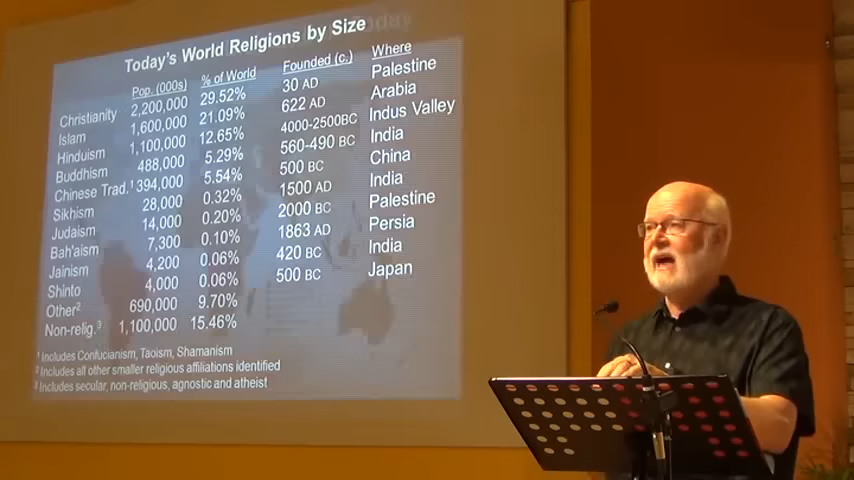 Today's World Religions by Size
Pop. (000s) % of World Founded (c.) Where
Christianity 2,200,000 29.52% 30 AD Palestine
Islam 1,600,000 21.09% 622 AD Arabia
Hinduism 1,100,000 12.65% 4000-2500BC Indus Valley
Buddhism 488,000 5.29% 560-490 BC India
Chinese Trad.¹ 394,000 5.54% 500 BC China
Sikhism 28,000 0.32% 1500 AD India
Judaism 14,000 0.20% 2000 BC Palestine
Bah'aism 7,300 0.10% 1863 AD Persia
Jainism 4,200 0.06% 420 BC India
Shinto 4,000 0.06% 500 BC Japan
Other² 690,000 9.70%
Non-relig.³ 1,100,000 15.46%
¹ Includes Confucianism, Taoism, Shamanism
² Includes all other smaller religious affiliations identified
³ Includes secular, non-religious, agnostic and atheist